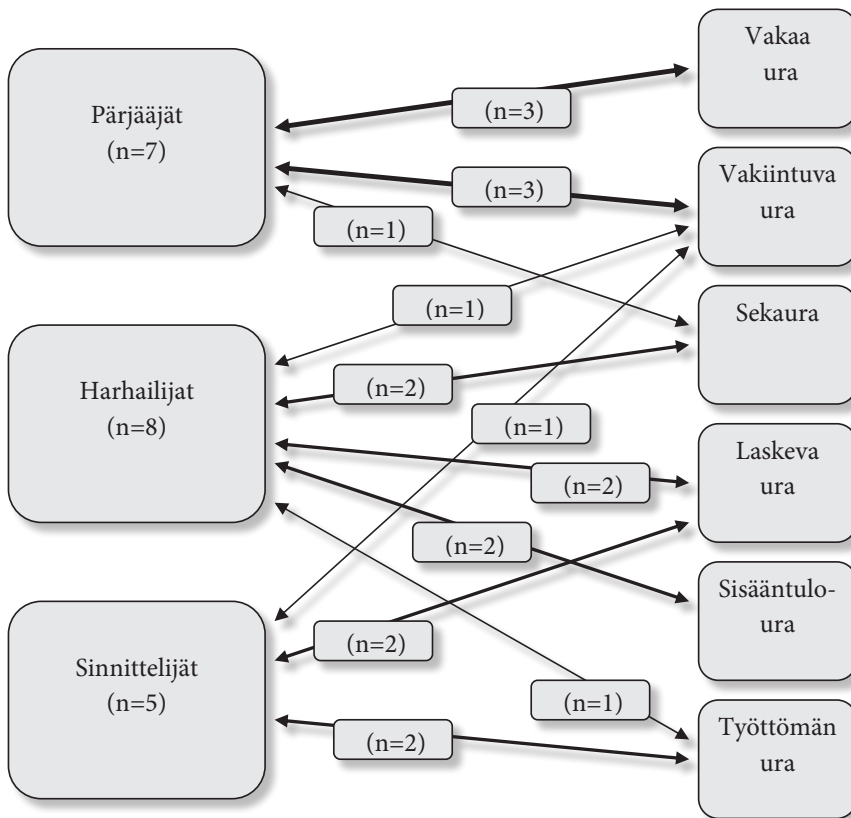 Pärjääjät
(n=7)
Harhailijat
(n=8)
Sinnittelijät
(n=5)
(n=3)
(n=3)
(n=1)
(n=1)
(n=2)
(n=1)
(n=2)
(n=2)
(n=2)
(n=1)
(n=2)
Vakaa
ura
Vakiintuva
ura
Sekaura
Laskeva
ura
Sisääntulo-
ura
Työttömän
ura